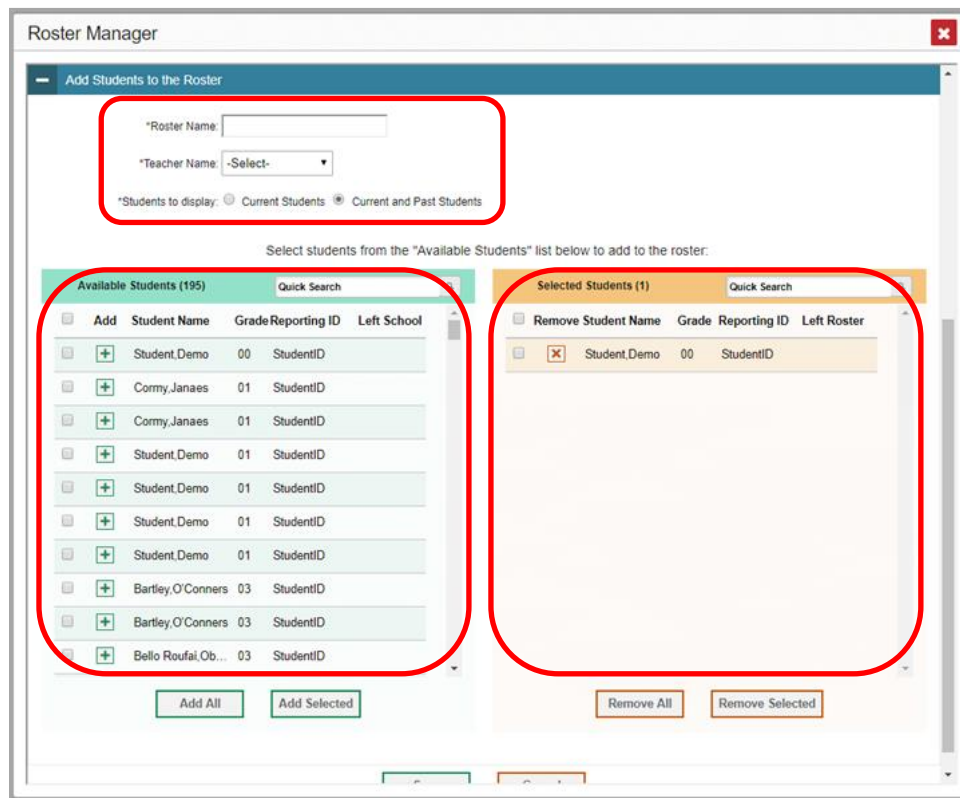 Roster Manager
Add Students to the Roster
*Roster Name:
*Teacher Name: -Select-
*Students to display: Current Students Current and Past Students
Select students from the "Available Students" list below to add to the roster:
Available Students (195) Quick Search
Add Student Name Grade Reporting ID Left School
Student,Demo 00 StudentID
Cormy,Janaes 01 StudentID
Cormy,Janaes 01 StudentID
Student,Demo 01 StudentID
Student,Demo 01 StudentID
Student,Demo 01 StudentID
Student,Demo 01 StudentID
Bartley,O'Conners 03 StudentID
Bartley,O'Conners 03 StudentID
Bello Roufai,Ob... 03 StudentID
Add All Add Selected
Selected Students (1) Quick Search
Remove Student Name Grade Reporting ID Left Roster
Student,Demo 00 StudentID
Remove All Remove Selected